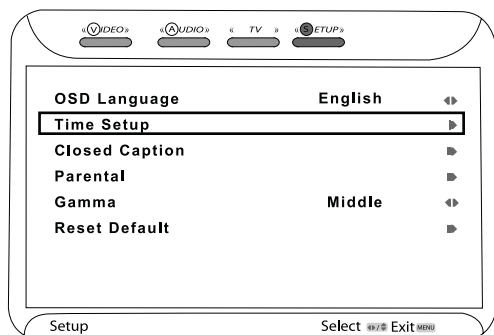 VIDEO AUDIO TV SETUP
OSD Language English
Time Setup
Closed Caption
Parental
Gamma Middle
Reset Default
Setup Select / Exit MENU